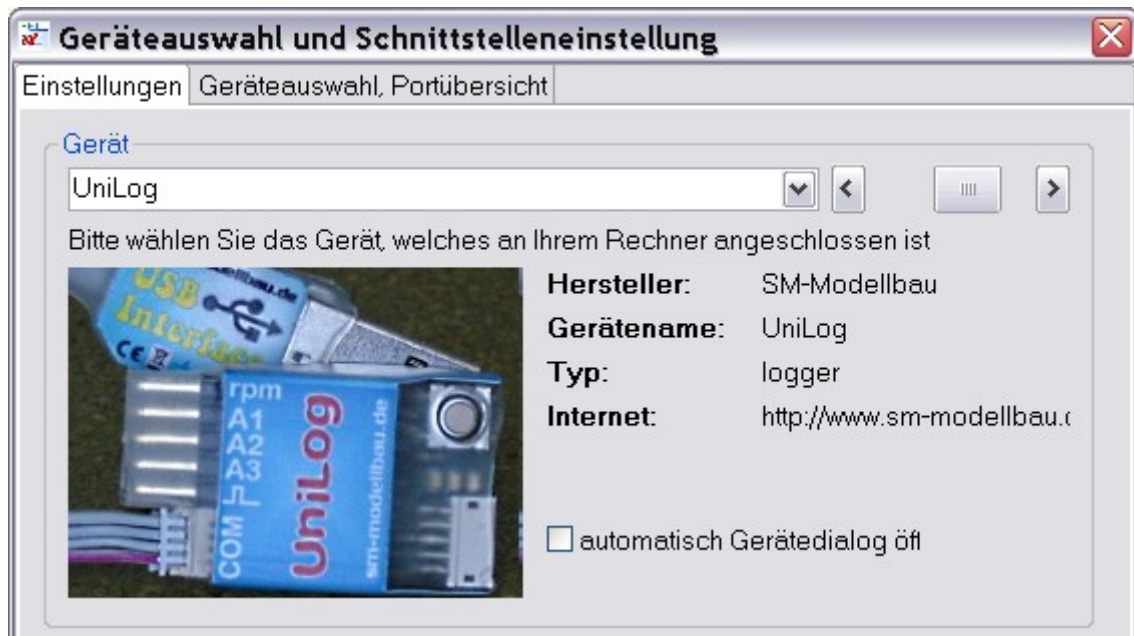 Geräteauswahl und Schnittstelleneinstellung
Einstellungen Geräteauswahl, Portübersicht
Gerät
UniLog
Bitte wählen Sie das Gerät, welches an Ihrem Rechner angeschlossen ist
Hersteller: SM-Modellbau
Gerätename: UniLog
Typ: logger
Internet: http://www.sm-modellbau.
automatisch Gerätedialog öf
USB
Interface
CE
rpm
A1
A2
A3
COM
UniLog
sm-modellbau.de